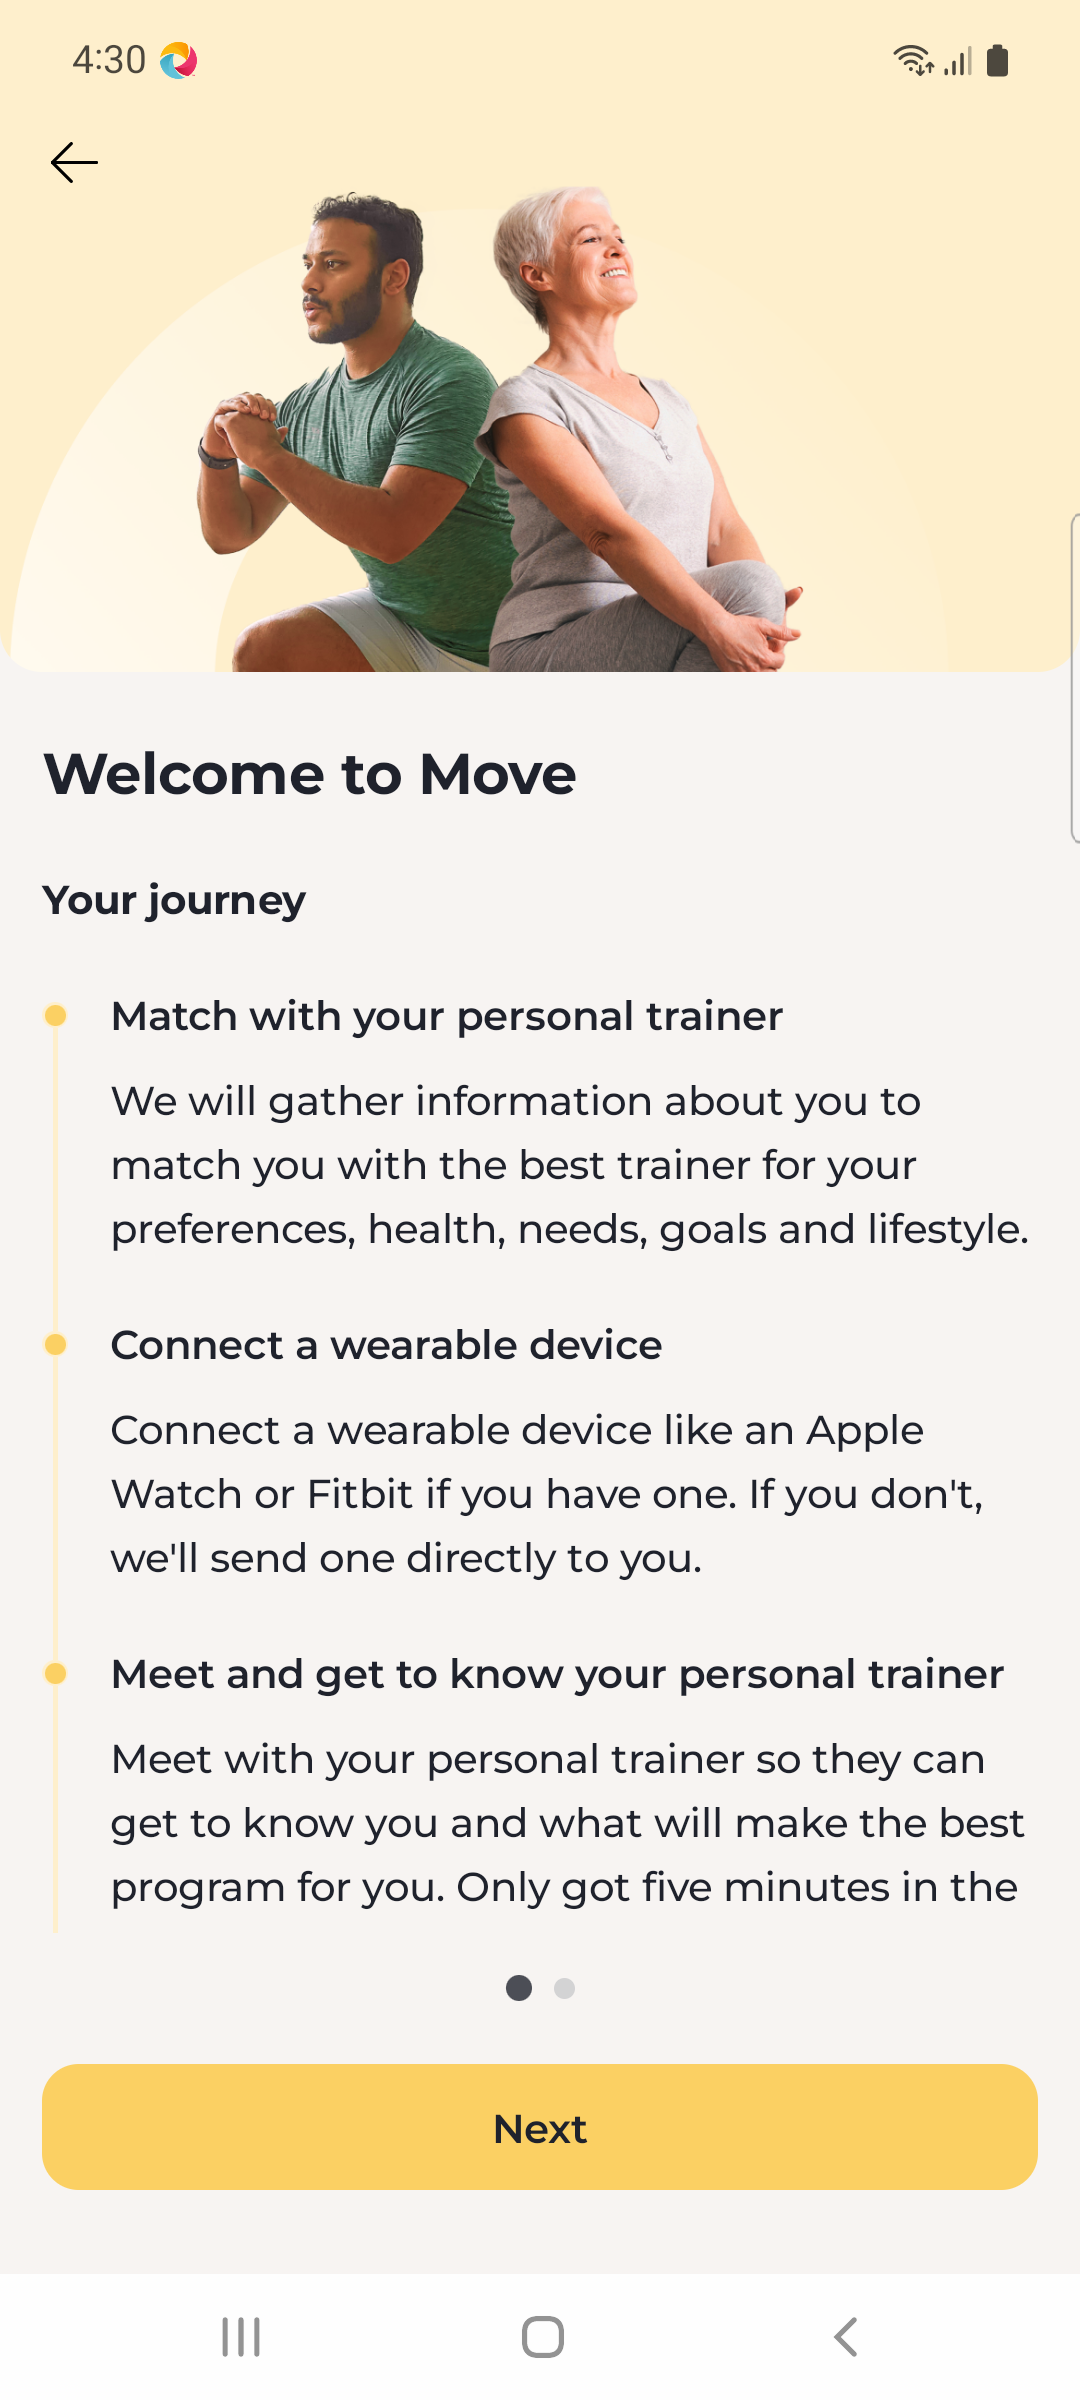 4:30
Welcome to Move
Your journey
Match with your personal trainer
We will gather information about you to
match you with the best trainer for your
preferences, health, needs, goals and lifestyle.
Connect a wearable device
Connect a wearable device like an Apple
Watch or Fitbit if you have one. If you don't,
we'll send one directly to you.
Meet and get to know your personal trainer
Meet with your personal trainer so they can
get to know you and what will make the best
program for you. Only got five minutes in the
Next